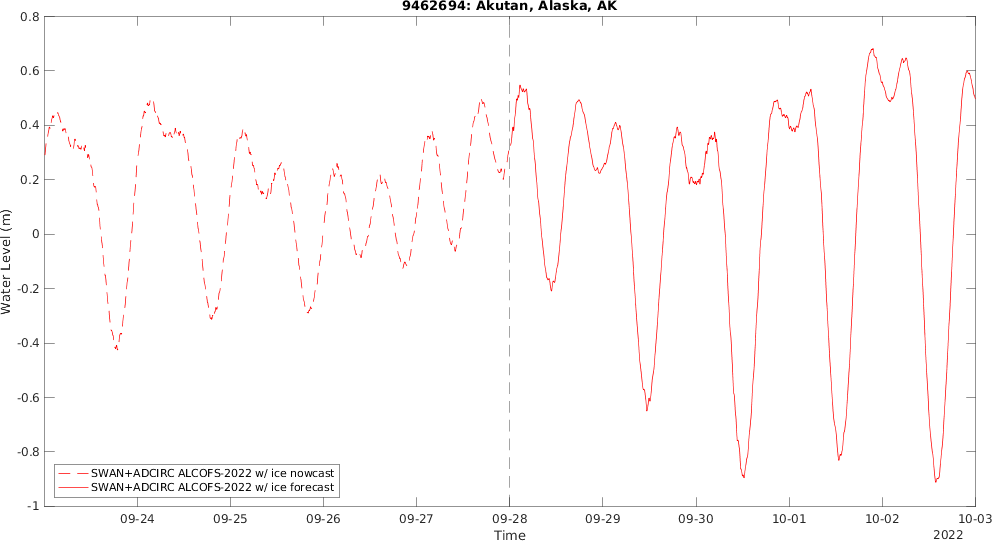 9462694: Akutan, Alaska, AK
0.8
0.6
0.4
0.2
0
-0.2
-0.4
-0.6
-0.8
-1
Water Level (m)
SWAN+ADCIRC ALCOFS-2022 w/ ice nowcast
SWAN+ADCIRC ALCOFS-2022 w/ ice forecast
09-24 09-25 09-26 09-27 09-28 09-29 09-30 10-01 10-02 10-03
Time
2022